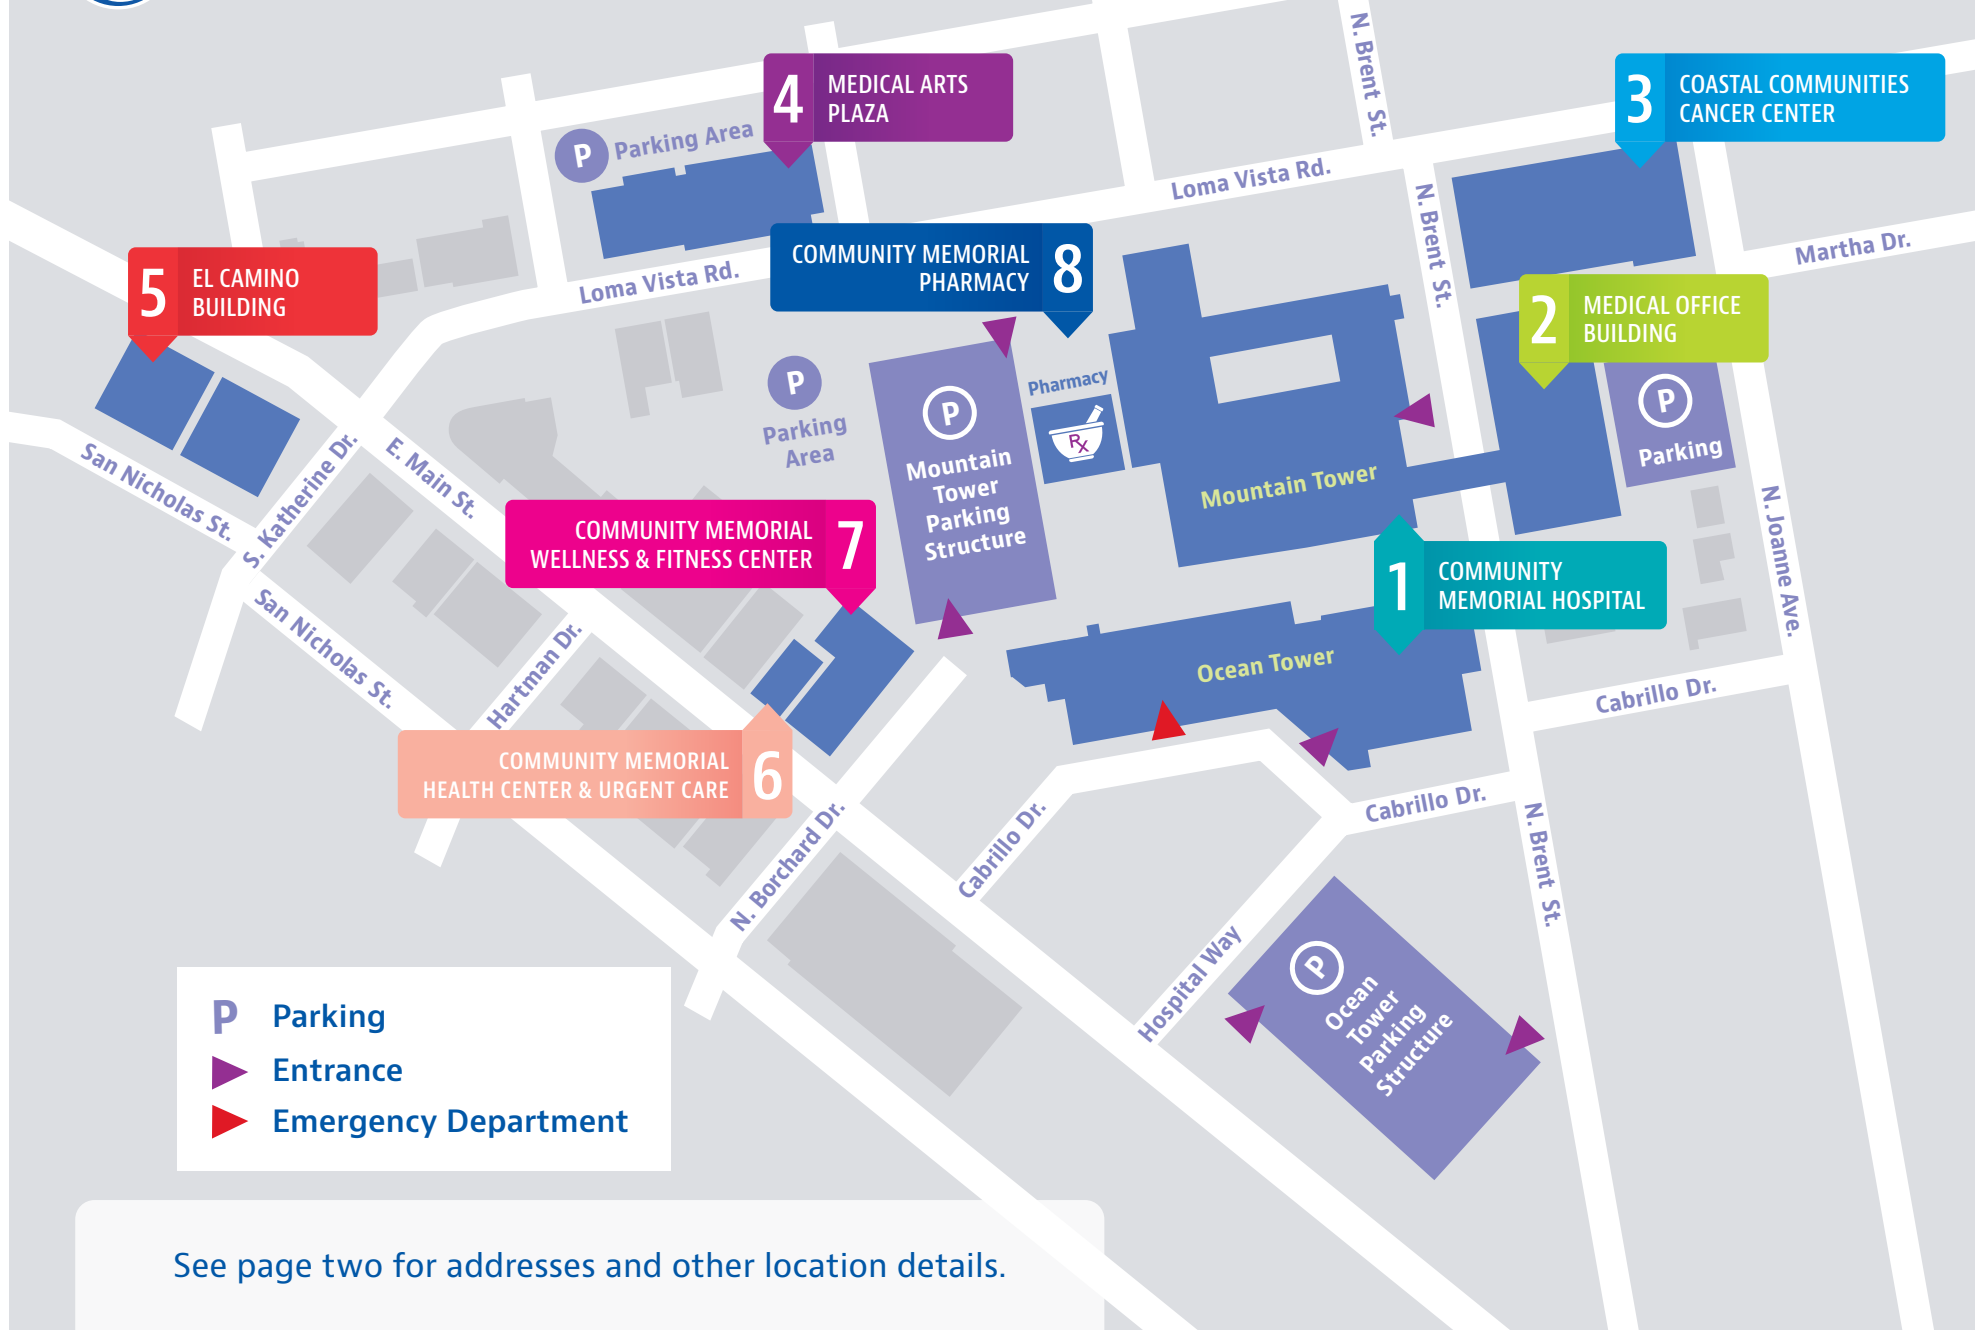 N. Brent St.
4
MEDICAL ARTS
PLAZA
3
COASTAL COMMUNITIES
CANCER CENTER
P
Parking Area
Loma Vista Rd.
N. Brent St.
Martha Dr.
5
EL CAMINO
BUILDING
Loma Vista Rd.
COMMUNITY MEMORIAL
PHARMACY
8
2
MEDICAL OFFICE
BUILDING
P
Parking
Area
P
Mountain
Tower
Parking
Structure
Pharmacy
Rx
P
Parking
Mountain Tower
San Nicholas St.
S. Katherine Dr.
E. Main St.
COMMUNITY MEMORIAL
WELLNESS & FITNESS CENTER
7
1
COMMUNITY
MEMORIAL HOSPITAL
N. Joanne Ave.
San Nicholas St.
Hartman Dr.
Ocean Tower
Cabrillo Dr.
COMMUNITY MEMORIAL
HEALTH CENTER & URGENT CARE
6
N. Borchard Dr.
Cabrillo Dr.
Cabrillo Dr.
N. Brent St.
Hospital Way
P
Ocean
Tower
Parking
Structure
P Parking
Entrance
Emergency Department
See page two for addresses and other location details.